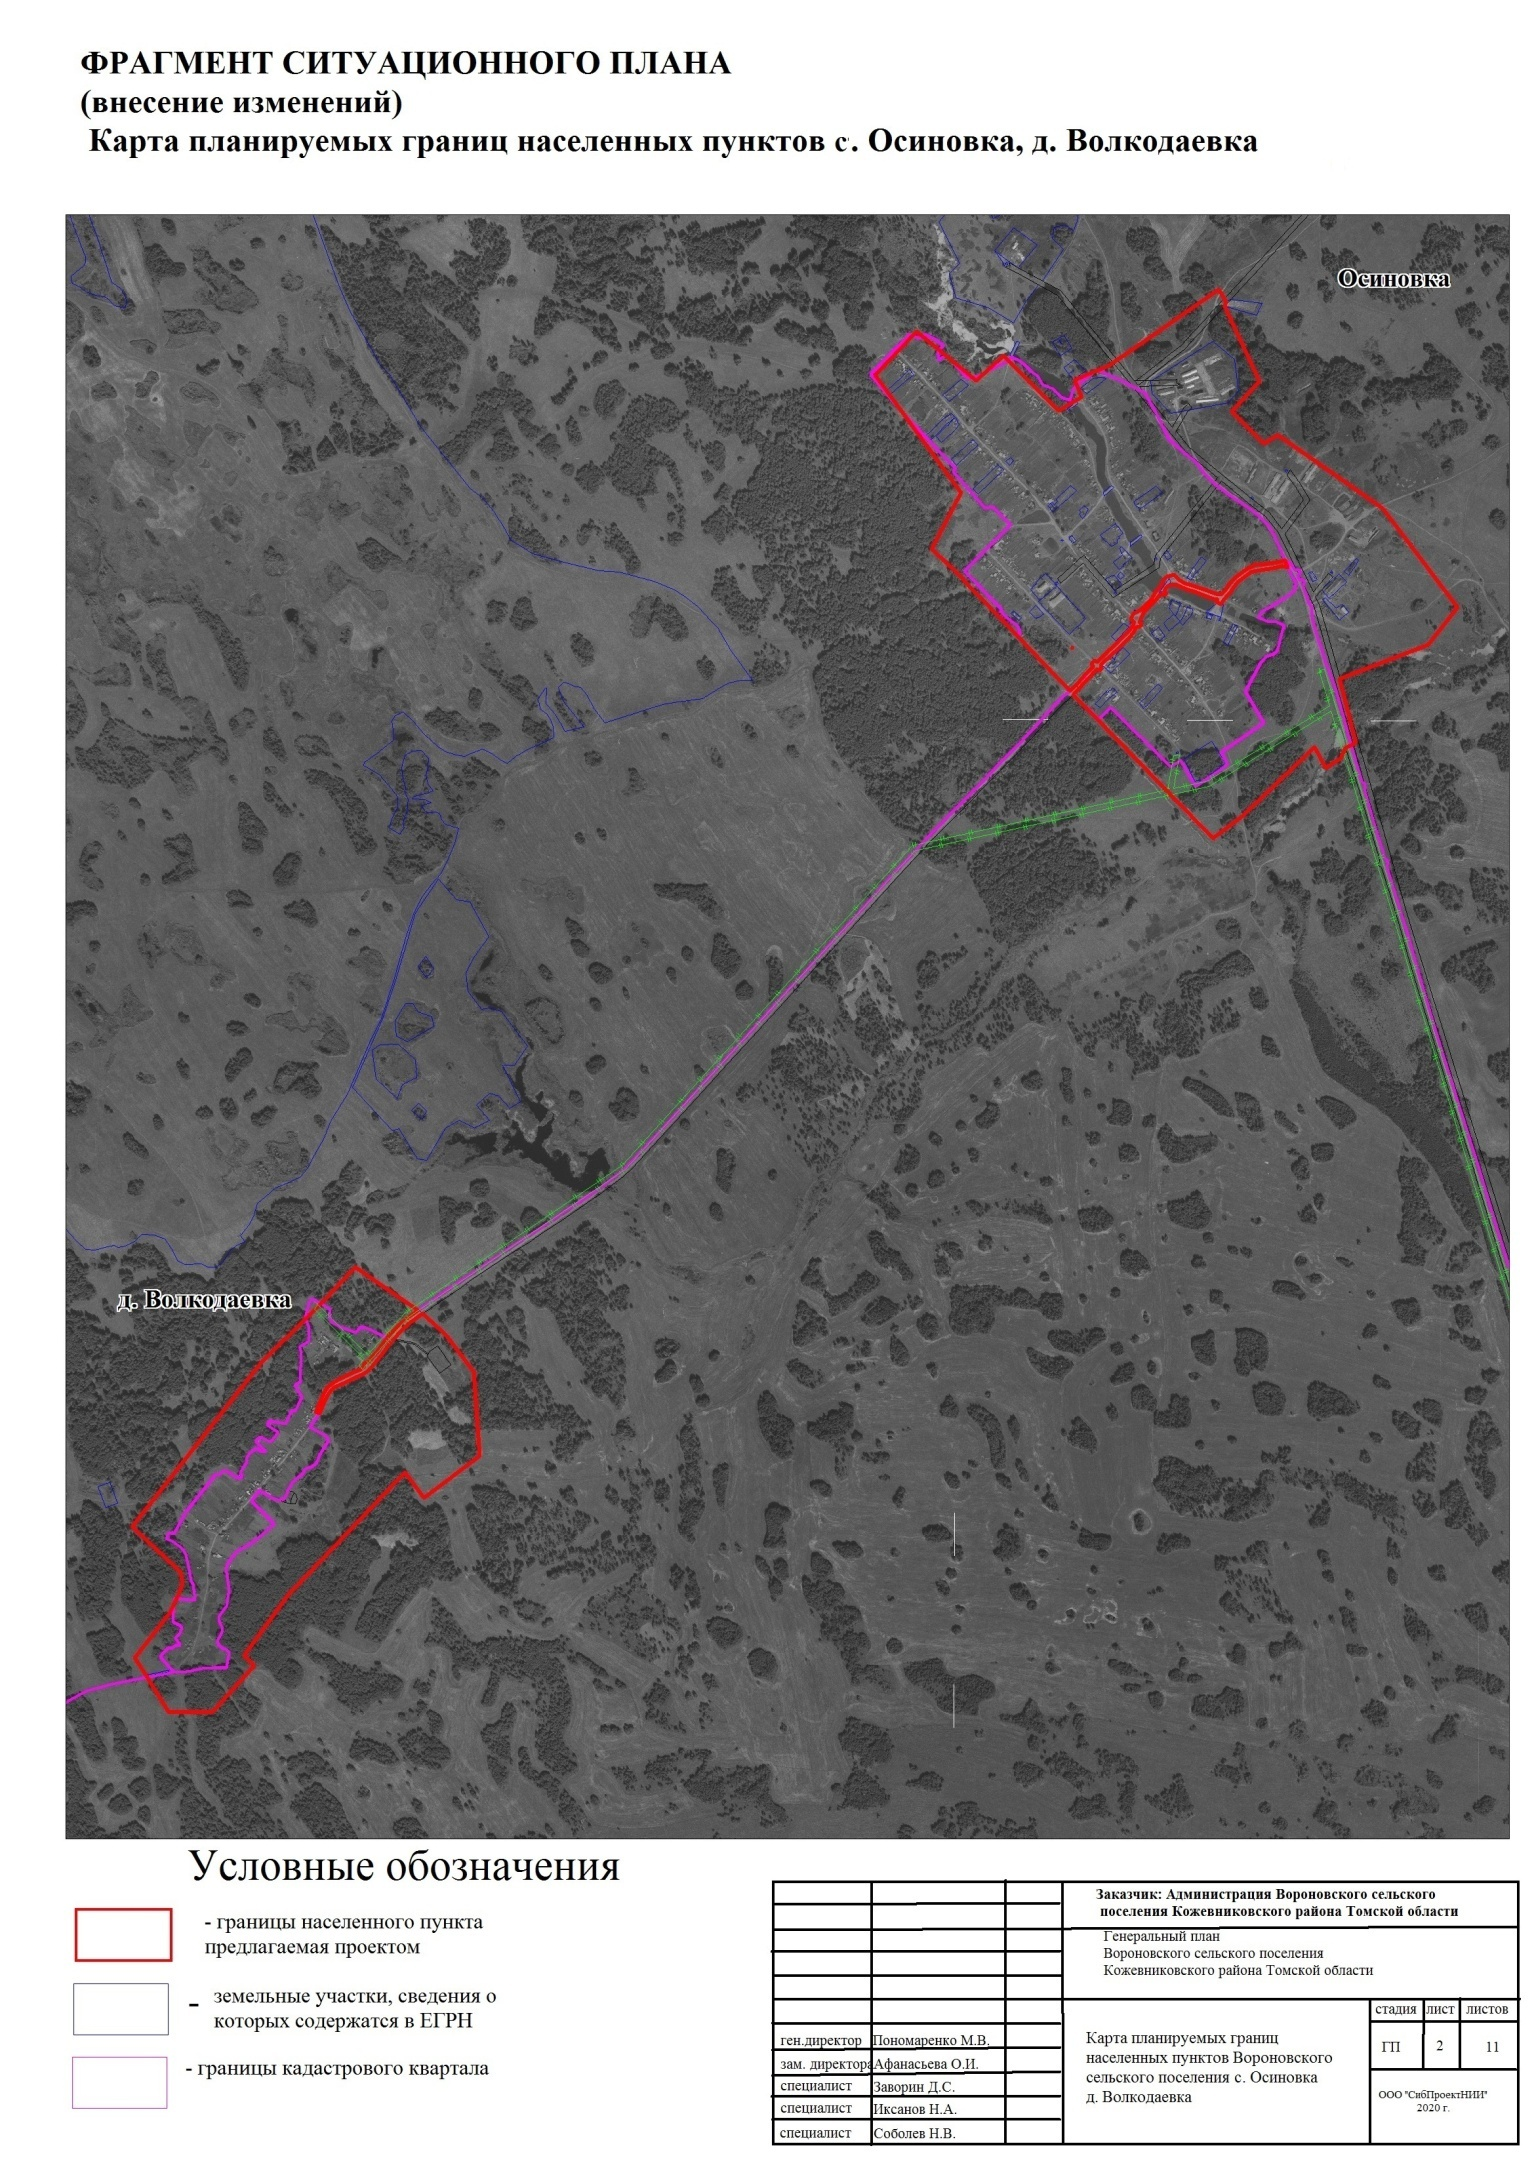 ФРАГМЕНТ СИТУАЦИОННОГО ПЛАНА
(внесение изменений)
Карта планируемых границ населенных пунктов с. Осиновка, д. Волкодаевка
Осиновка
д. Волкодаевка
Условные обозначения
- границы населенного пункта
предлагаемая проектом
- земельные участки, сведения о
которых содержатся в ЕГРН
- границы кадастрового квартала
Заказчик: Администрация Вороновского сельского
поселения Кожевниковского района Томской области
Генеральный план
Вороновского сельского поселения
Кожевниковского района Томской области
стадия лист листов
ген.директор Пономаренко М.В.
зам. директора Афанасьева О.И.
специалист Заворин Д.С.
специалист Иксанов Н.А.
специалист Соболев Н.В.
Карта планируемых границ
населенных пунктов Вороновского
сельского поселения с. Осиновка
д. Волкодаевка
ГП 2 11
ООО "СибПроектНИИ"
2020 г.